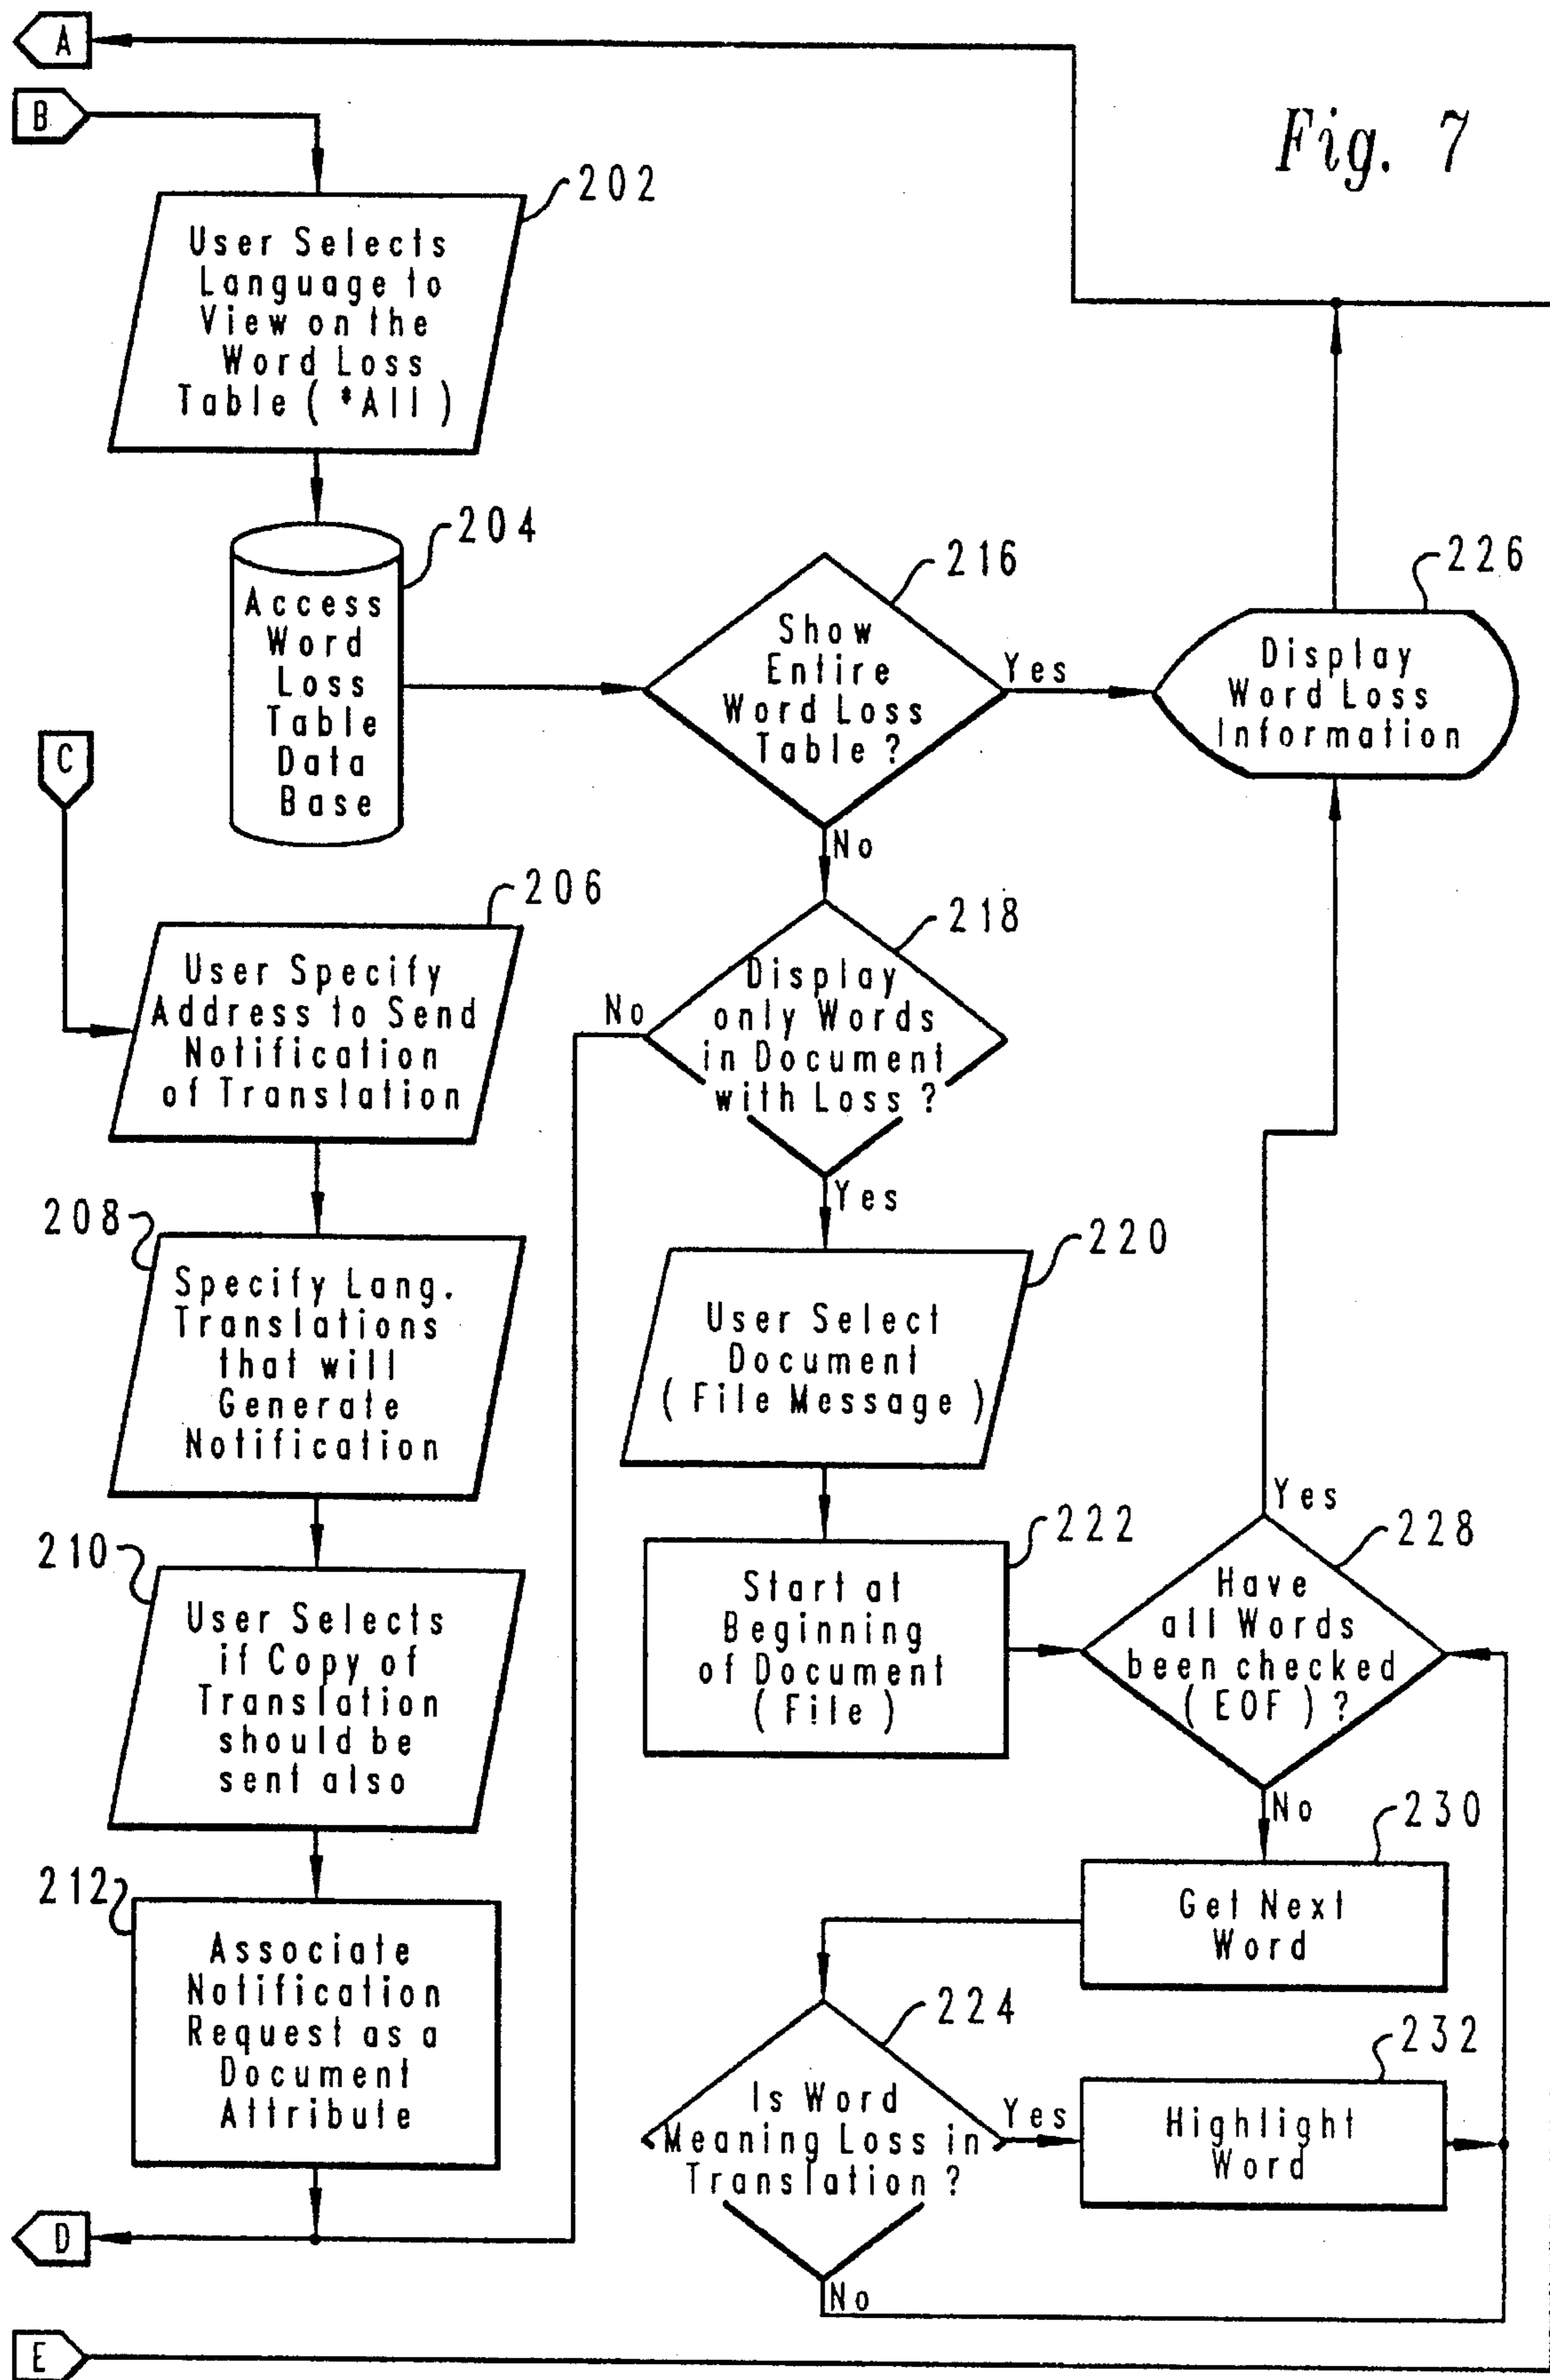 A
B
Fig. 7
202
User Selects
Language to
View on the
Word Loss
Table ( *All )
204
Access
Word
Loss
Table
Data
Base
216
Show
Entire
Word Loss
Table ?
Yes
No
226
Display
Word Loss
Information
C
206
User Specify
Address to Send
Notification
of Translation
218
Display
only Words
in Document
with Loss ?
No
Yes
208
Specify Lang.
Translations
that will
Generate
Notification
220
User Select
Document
( File Message )
210
User Selects
if Copy of
Translation
should be
sent also
222
Start at
Beginning
of Document
( File )
228
Yes
Have
all Words
been checked
( EOF ) ?
No
230
Get Next
Word
212
Associate
Notification
Request as a
Document
Attribute
224
Is Word
Meaning Loss in
Translation ?
Yes
No
232
Highlight
Word
D
E